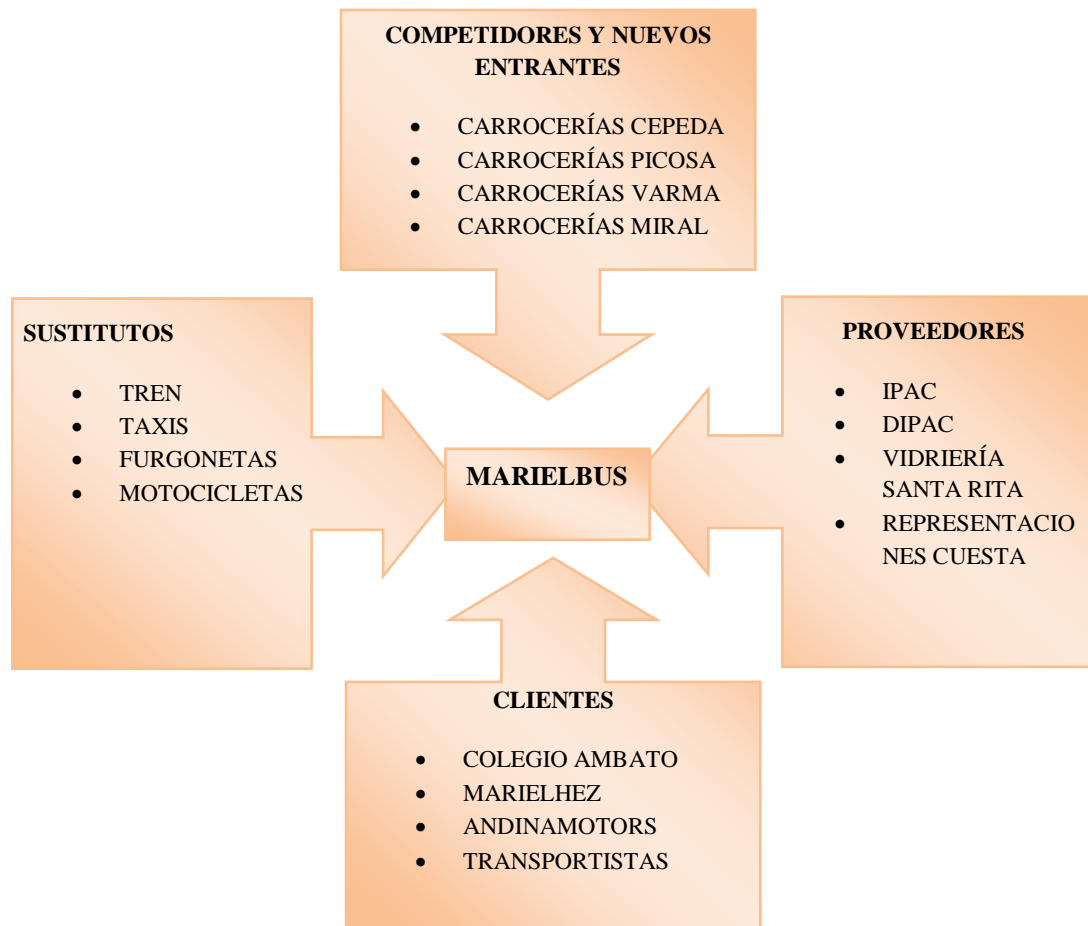 COMPETIDORES Y NUEVOS
ENTRANTES
• CARROCERÍAS CEPEDA
• CARROCERÍAS PICOSA
• CARROCERÍAS VARMA
• CARROCERÍAS MIRAL
SUSTITUTOS
• TREN
• TAXIS
• FURGONETAS
• MOTOCICLETAS
MARIELBUS
PROVEEDORES
• IPAC
• DIPAC
• VIDRIERÍA
SANTA RITA
• REPRESENTACIO
NES CUESTA
CLIENTES
• COLEGIO AMBATO
• MARIELHEZ
• ANDINAMOTORS
• TRANSPORTISTAS